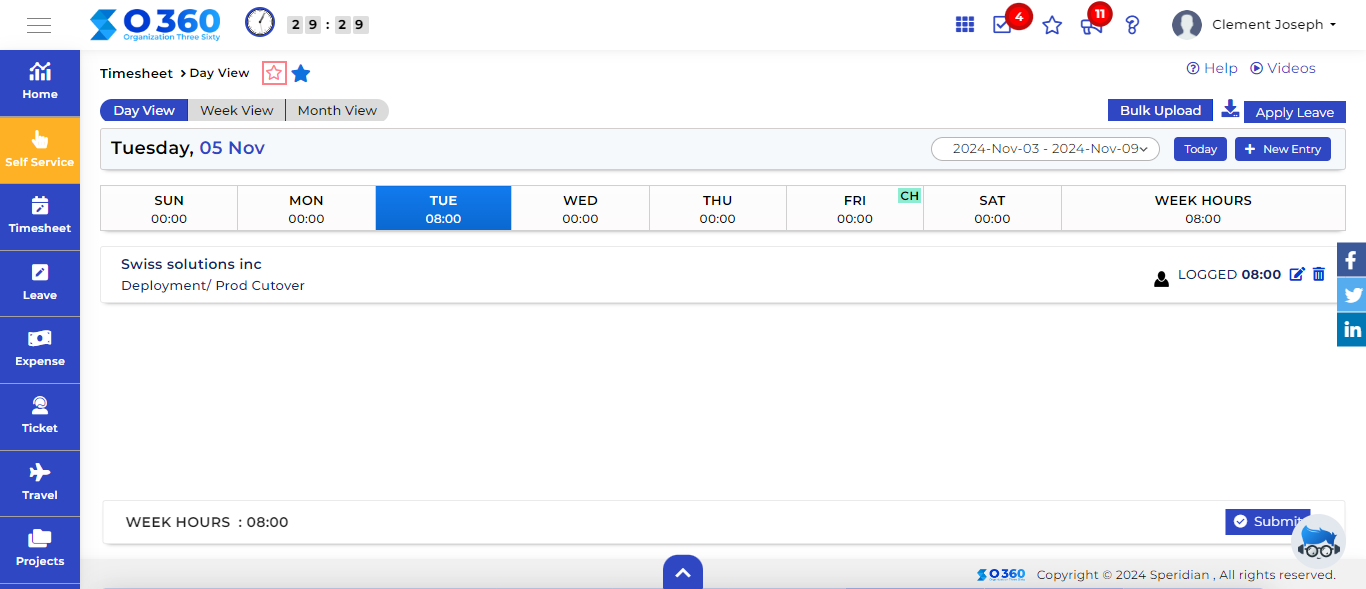 O 360
Organization Three Sixty
29:29
4
11
Clement Joseph
Home
Self Service
Timesheet
Leave
Expense
Ticket
Travel
Projects
Timesheet > Day View
Help
Videos
Day View
Week View
Month View
Bulk Upload
Apply Leave
Tuesday, 05 Nov
2024-Nov-03 - 2024-Nov-09
Today
+ New Entry
SUN
00:00
MON
00:00
TUE
08:00
WED
00:00
THU
00:00
FRI
00:00
CH
SAT
00:00
WEEK HOURS
08:00
Swiss solutions inc
Deployment/ Prod Cutover
LOGGED 08:00
f
in
WEEK HOURS : 08:00
Submit
O 360
Copyright © 2024 Speridian , All rights reserved.